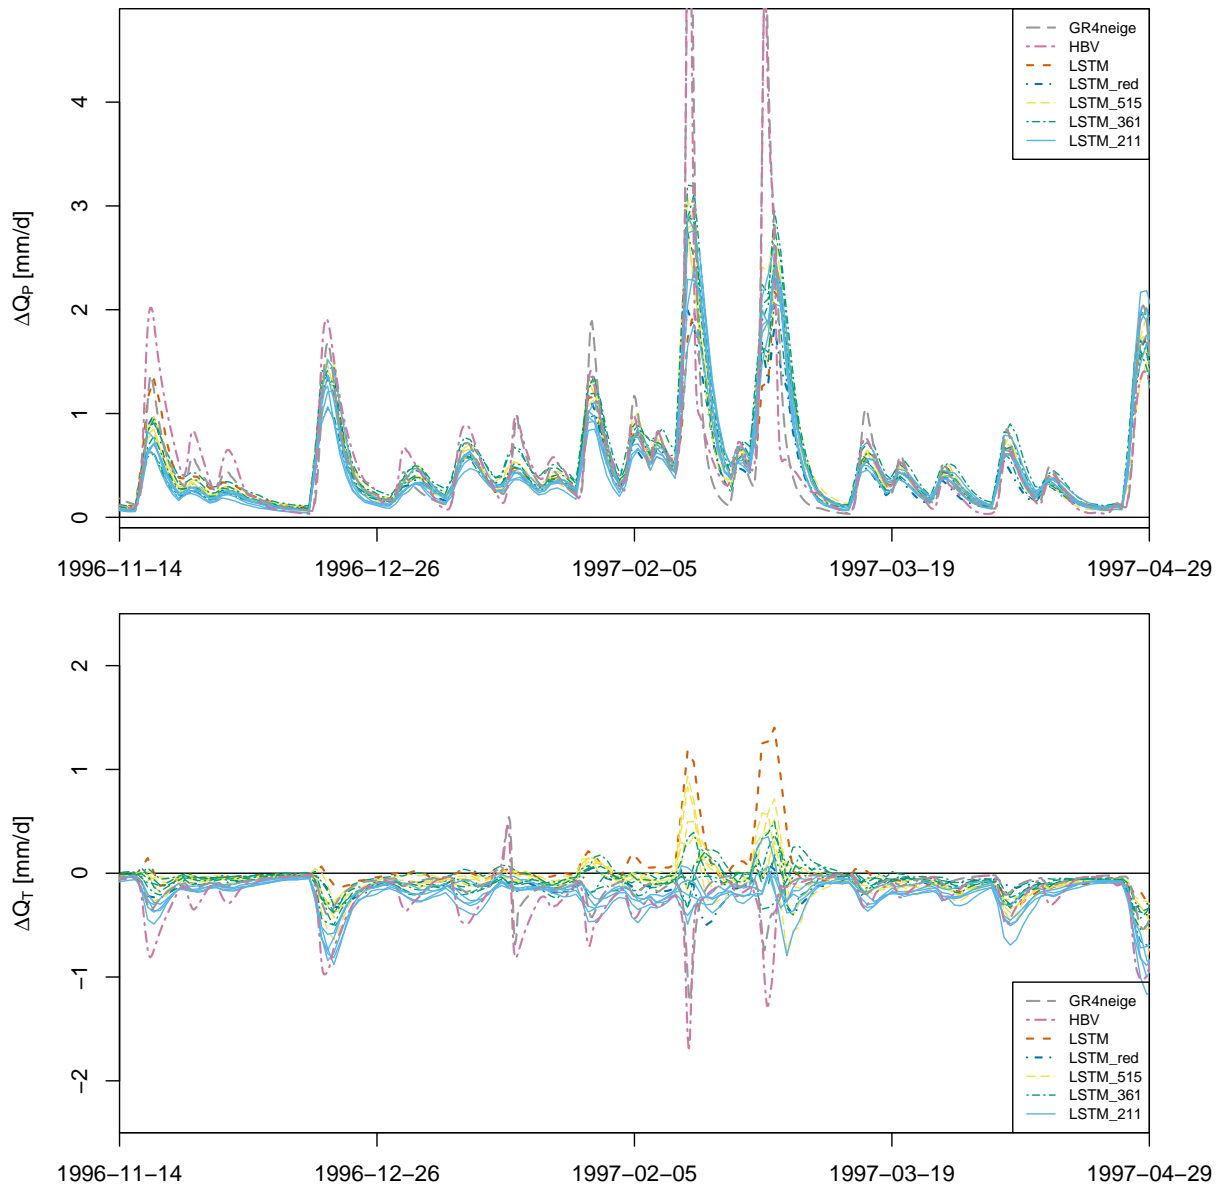 4
3
2
1
0
ΔQP [mm/d]
GR4neige
HBV
LSTM
LSTM_red
LSTM_515
LSTM_361
LSTM_211
1996−11−14 1996−12−26 1997−02−05 1997−03−19 1997−04−29
2
1
0
−1
−2
ΔQT [mm/d]
GR4neige
HBV
LSTM
LSTM_red
LSTM_515
LSTM_361
LSTM_211
1996−11−14 1996−12−26 1997−02−05 1997−03−19 1997−04−29